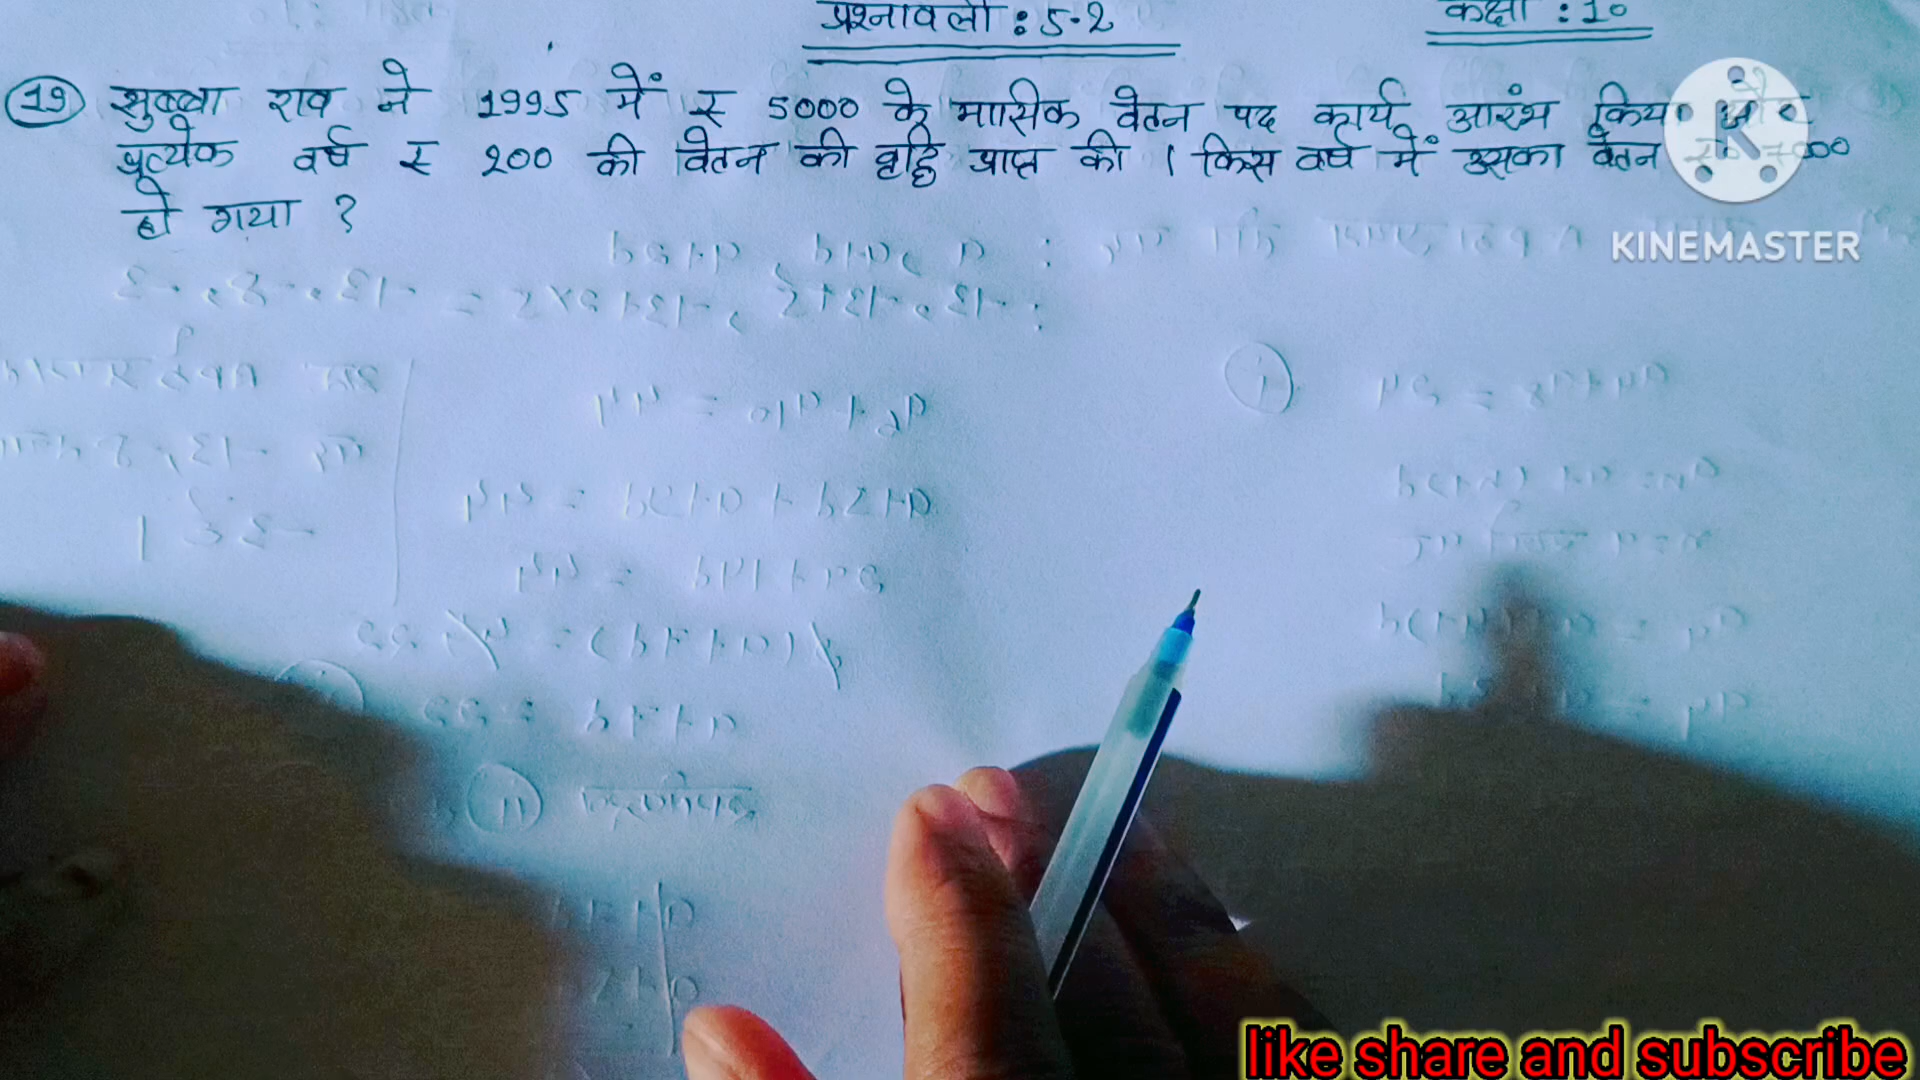 प्रश्नावली : 5.2
कक्षा : 10
19 सुब्बा राव ने 1995 में ₹ 5000 के मासिक वेतन पद कार्य आरंभ किया और
प्रत्येक वर्ष ₹ 200 की वेतन की वृद्धि प्राप्त की । किस वर्ष में उसका वेतन
हो गया ?
KINEMASTER
like share and subscribe